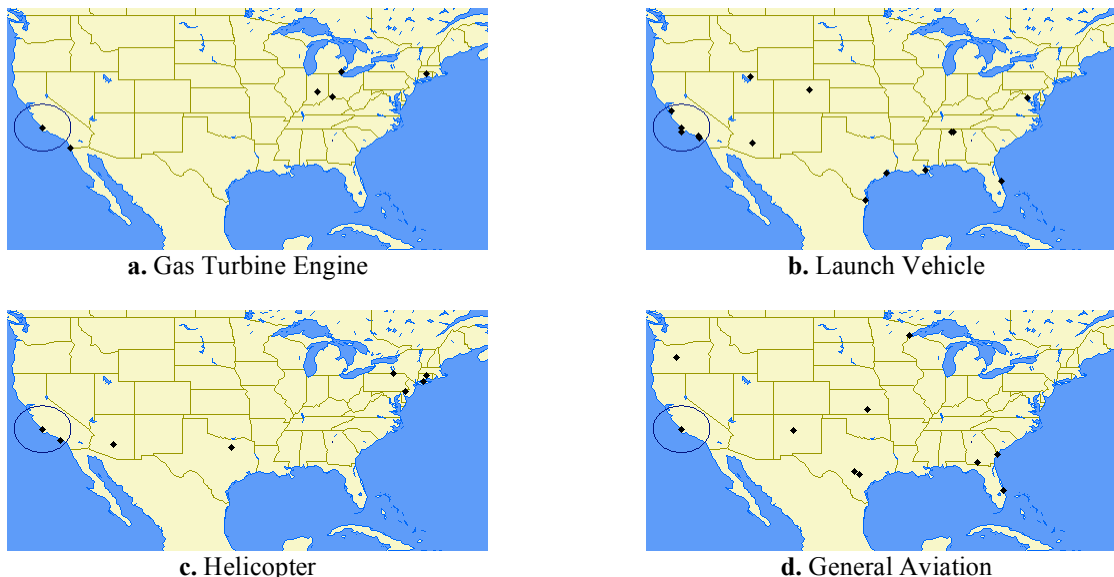 a. Gas Turbine Engine
b. Launch Vehicle
c. Helicopter
d. General Aviation